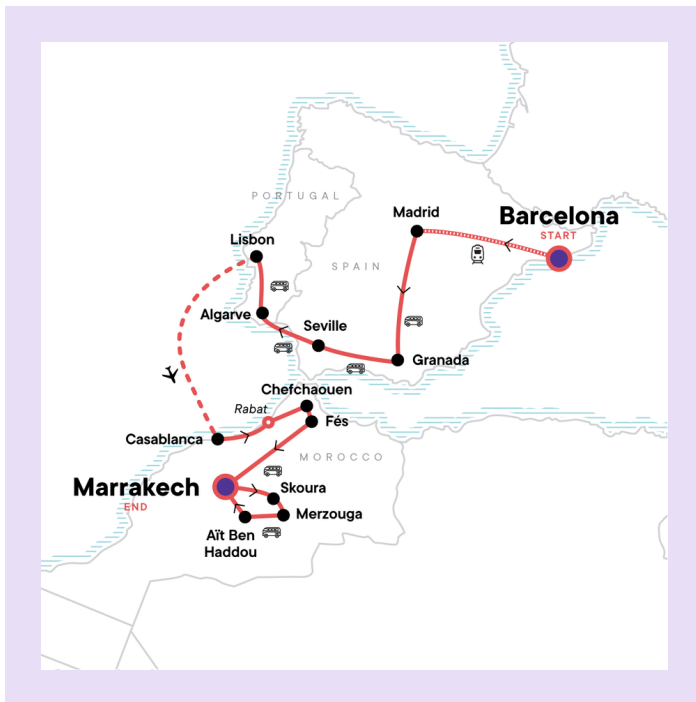 PORTUGAL
Madrid
Barcelona
START
Lisbon
SPAIN
Algarve
Seville
Granada
Chefchaouen
Rabat
Fés
Casablanca
MOROCCO
Marrakech
END
Skoura
Merzouga
Aït Ben
Haddou